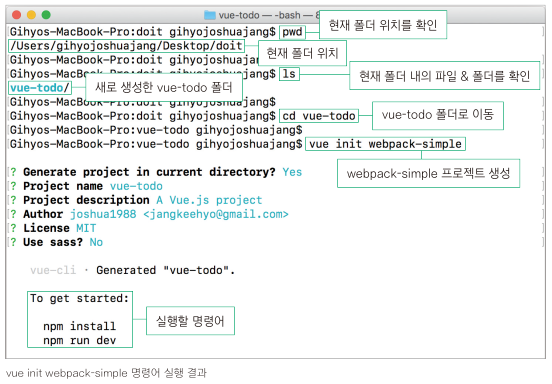 vue-todo — -bash — 8
Gihyos-MacBook-Pro:doit gihyojoshuajang$ pwd
현재 폴더 위치를 확인
/Users/gihyojoshuajang/Desktop/doit
현재 폴더 위치
Gihyos-MacBook-Pro:doit gihyojoshuajang$
Gihyos-MacBook-Pro:doit gihyojoshuajang$ ls
현재 폴더 내의 파일 & 폴더를 확인
vue-todo/
새로 생성한 vue-todo 폴더
Gihyos-MacBook-Pro:doit gihyojoshuajang$
Gihyos-MacBook-Pro:doit gihyojoshuajang$ cd vue-todo
vue-todo 폴더로 이동
Gihyos-MacBook-Pro:vue-todo gihyojoshuajang$
Gihyos-MacBook-Pro:vue-todo gihyojoshuajang$ vue init webpack-simple
webpack-simple 프로젝트 생성
? Generate project in current directory? Yes
? Project name vue-todo
? Project description A Vue.js project
? Author joshua1988 <jangkeehyo@gmail.com>
? License MIT
? Use sass? No
vue-cli · Generated "vue-todo".
To get started:
npm install
npm run dev
실행할 명령어
vue init webpack-simple 명령어 실행 결과